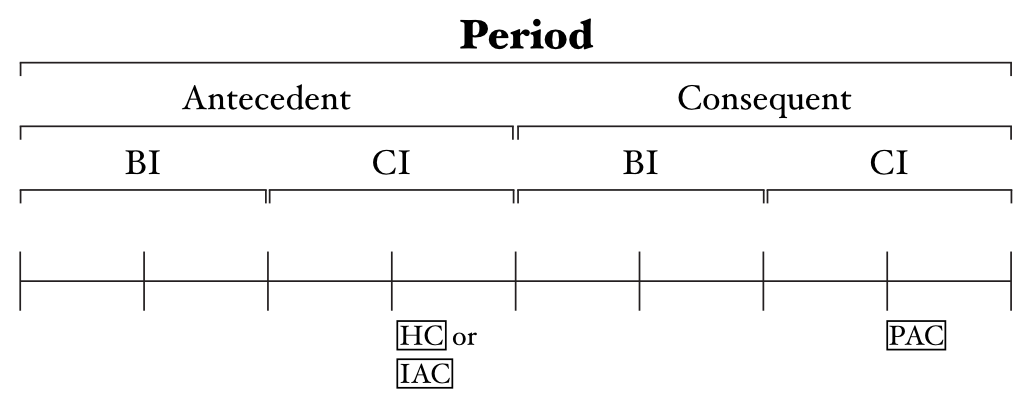 Period
Antecedent Consequent
BI CI BI CI
HC or PAC
IAC